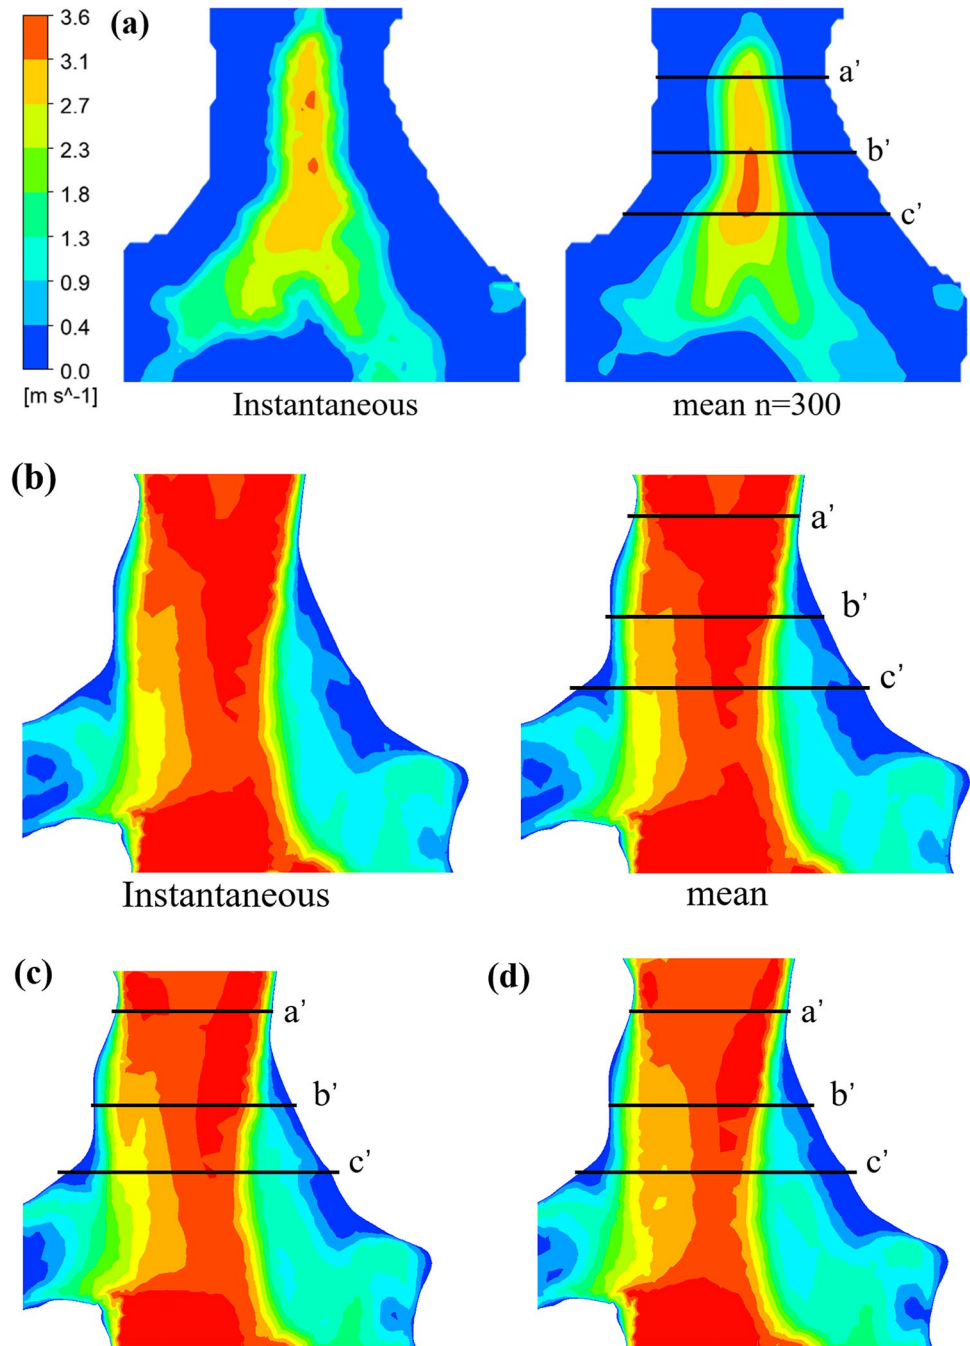 3.6
3.1
2.7
2.3
1.8
1.3
0.9
0.4
0.0
[m s^-1]
(a)
a’
b’
c’
Instantaneous
mean n=300
(b)
a’
b’
c’
Instantaneous
mean
(c)
a’
b’
c’
(d)
a’
b’
c’